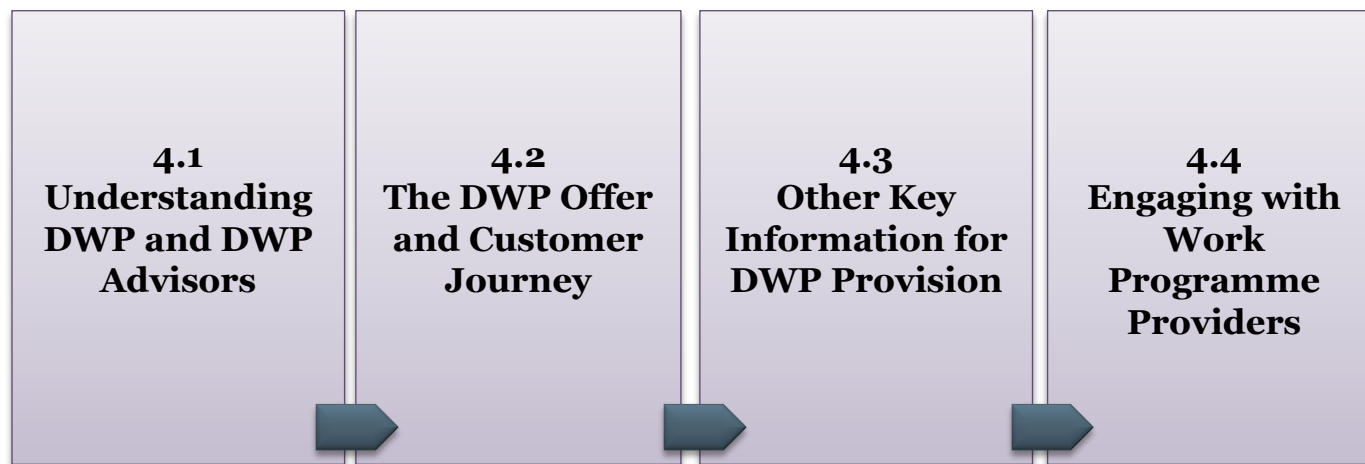 4.1
Understanding
DWP and DWP
Advisors
4.2
The DWP Offer
and Customer
Journey
4.3
Other Key
Information for
DWP Provision
4.4
Engaging with
Work
Programme
Providers